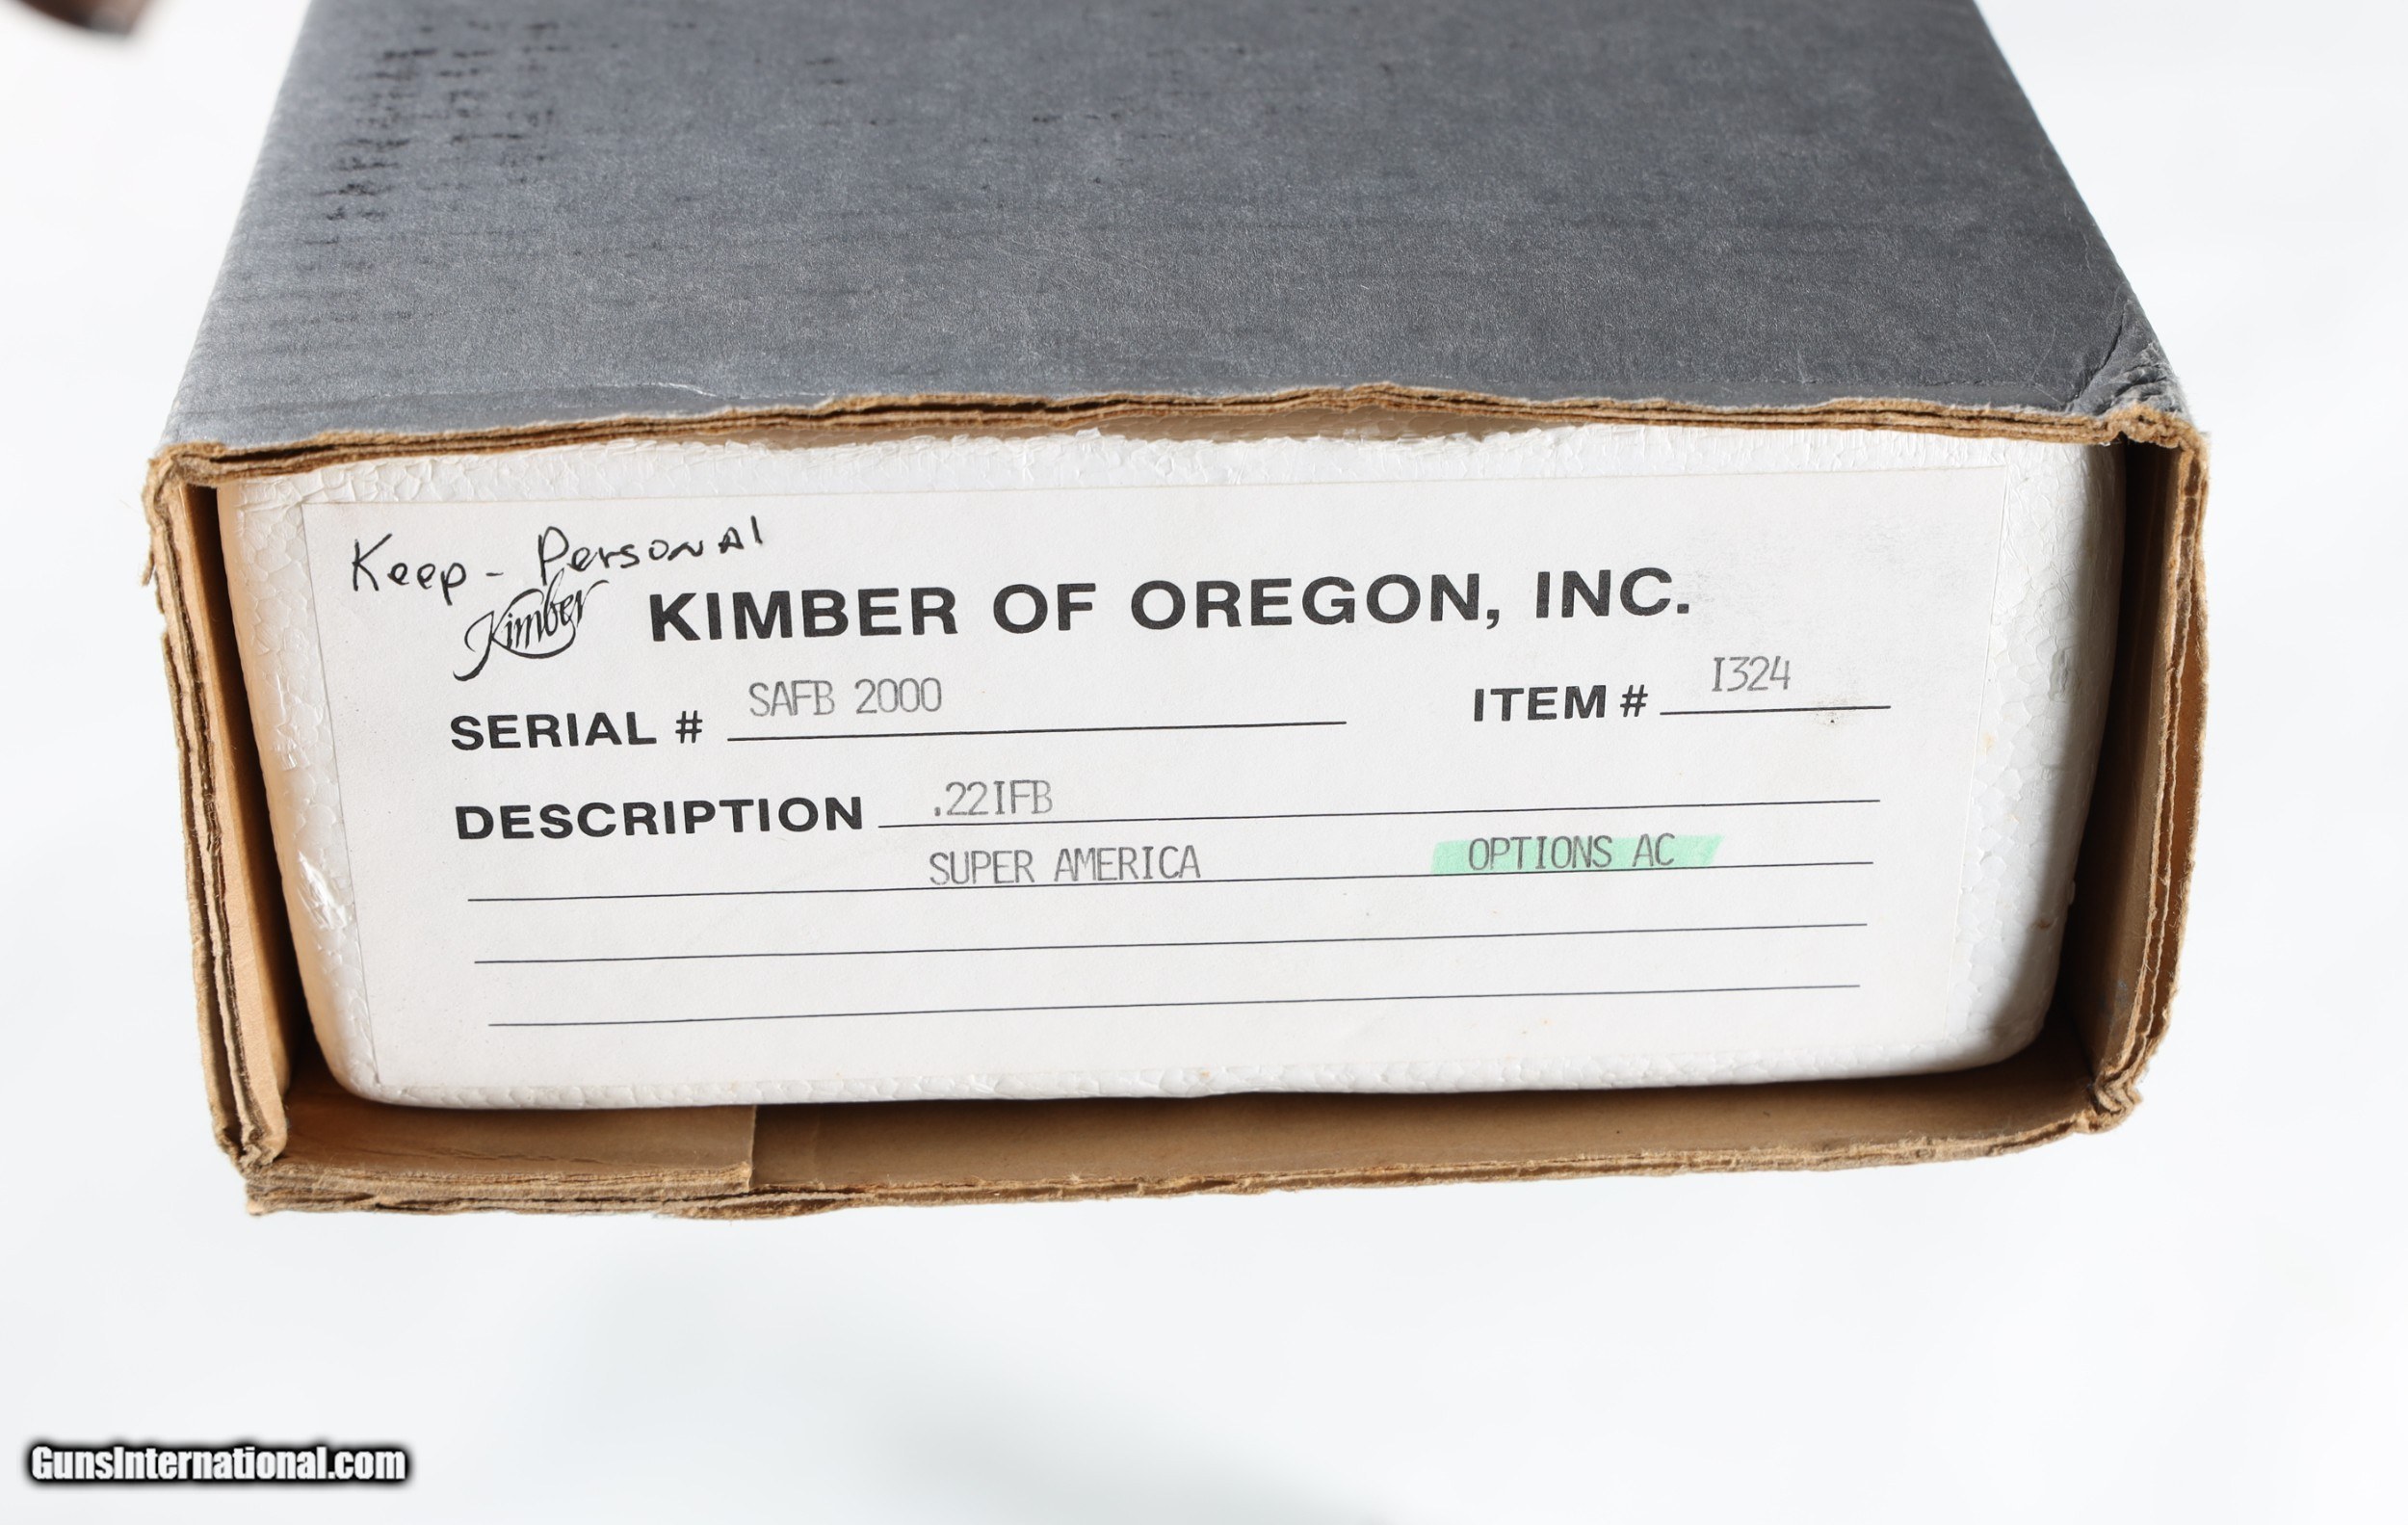 Keep - Personal
Kimber KIMBER OF OREGON, INC.
SERIAL # SAFB 2000 ITEM # I324
DESCRIPTION .22IFB
SUPER AMERICA OPTIONS AC
GunsInternational.com